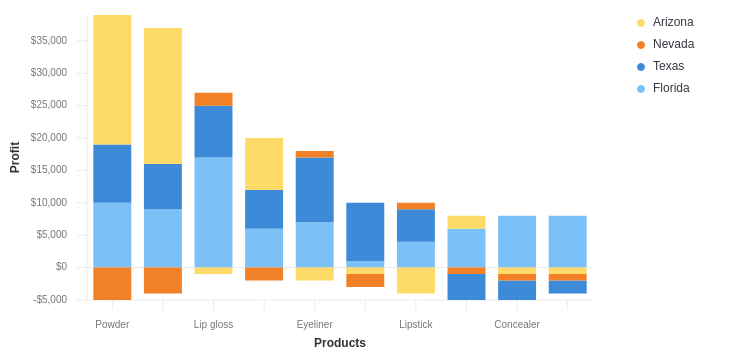 Arizona
Nevada
Texas
Florida
Profit
$35,000
$30,000
$25,000
$20,000
$15,000
$10,000
$5,000
$0
-$5,000
Powder
Lip gloss
Eyeliner
Lipstick
Concealer
Products